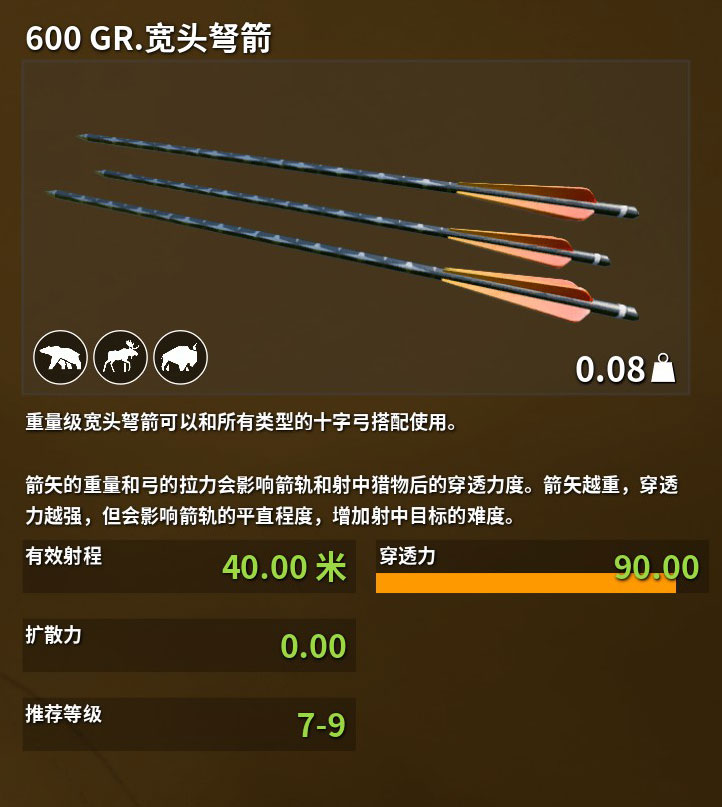 600 GR.宽头弩箭
0.08
重量级宽头弩箭可以和所有类型的十字弓搭配使用。
箭矢的重量和弓的拉力会影响箭轨和射中猎物后的穿透力度。箭矢越重，穿透
力越强，但会影响箭轨的平直程度，增加射中目标的难度。
有效射程 40.00 米
穿透力 90.00
扩散力 0.00
推荐等级 7-9